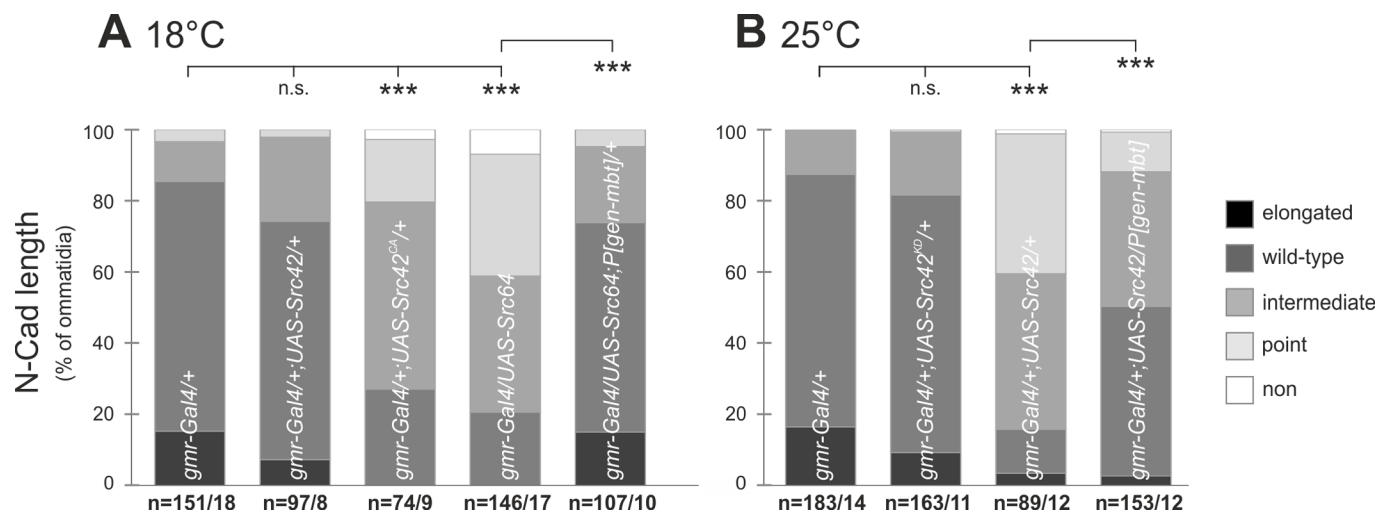 A 18°C
n.s.
***
***
***
N-Cad length
(% of ommatidia)
100
80
60
40
20
0
gmr-Gal4/+
gmr-Gal4/+;UAS-Src42/+
gmr-Gal4/+;UAS-Src42CA/+
gmr-Gal4/UAS-Src64
gmr-Gal4/UAS-Src64;P[gen-mbt]/+
n=151/18
n=97/8
n=74/9
n=146/17
n=107/10
B 25°C
n.s.
***
***
100
80
60
40
20
0
gmr-Gal4/+
gmr-Gal4/+;UAS-Src42KD/+
gmr-Gal4/+;UAS-Src42/+
gmr-Gal4/+;UAS-Src42/P[gen-mbt]
n=183/14
n=163/11
n=89/12
n=153/12
elongated
wild-type
intermediate
point
non